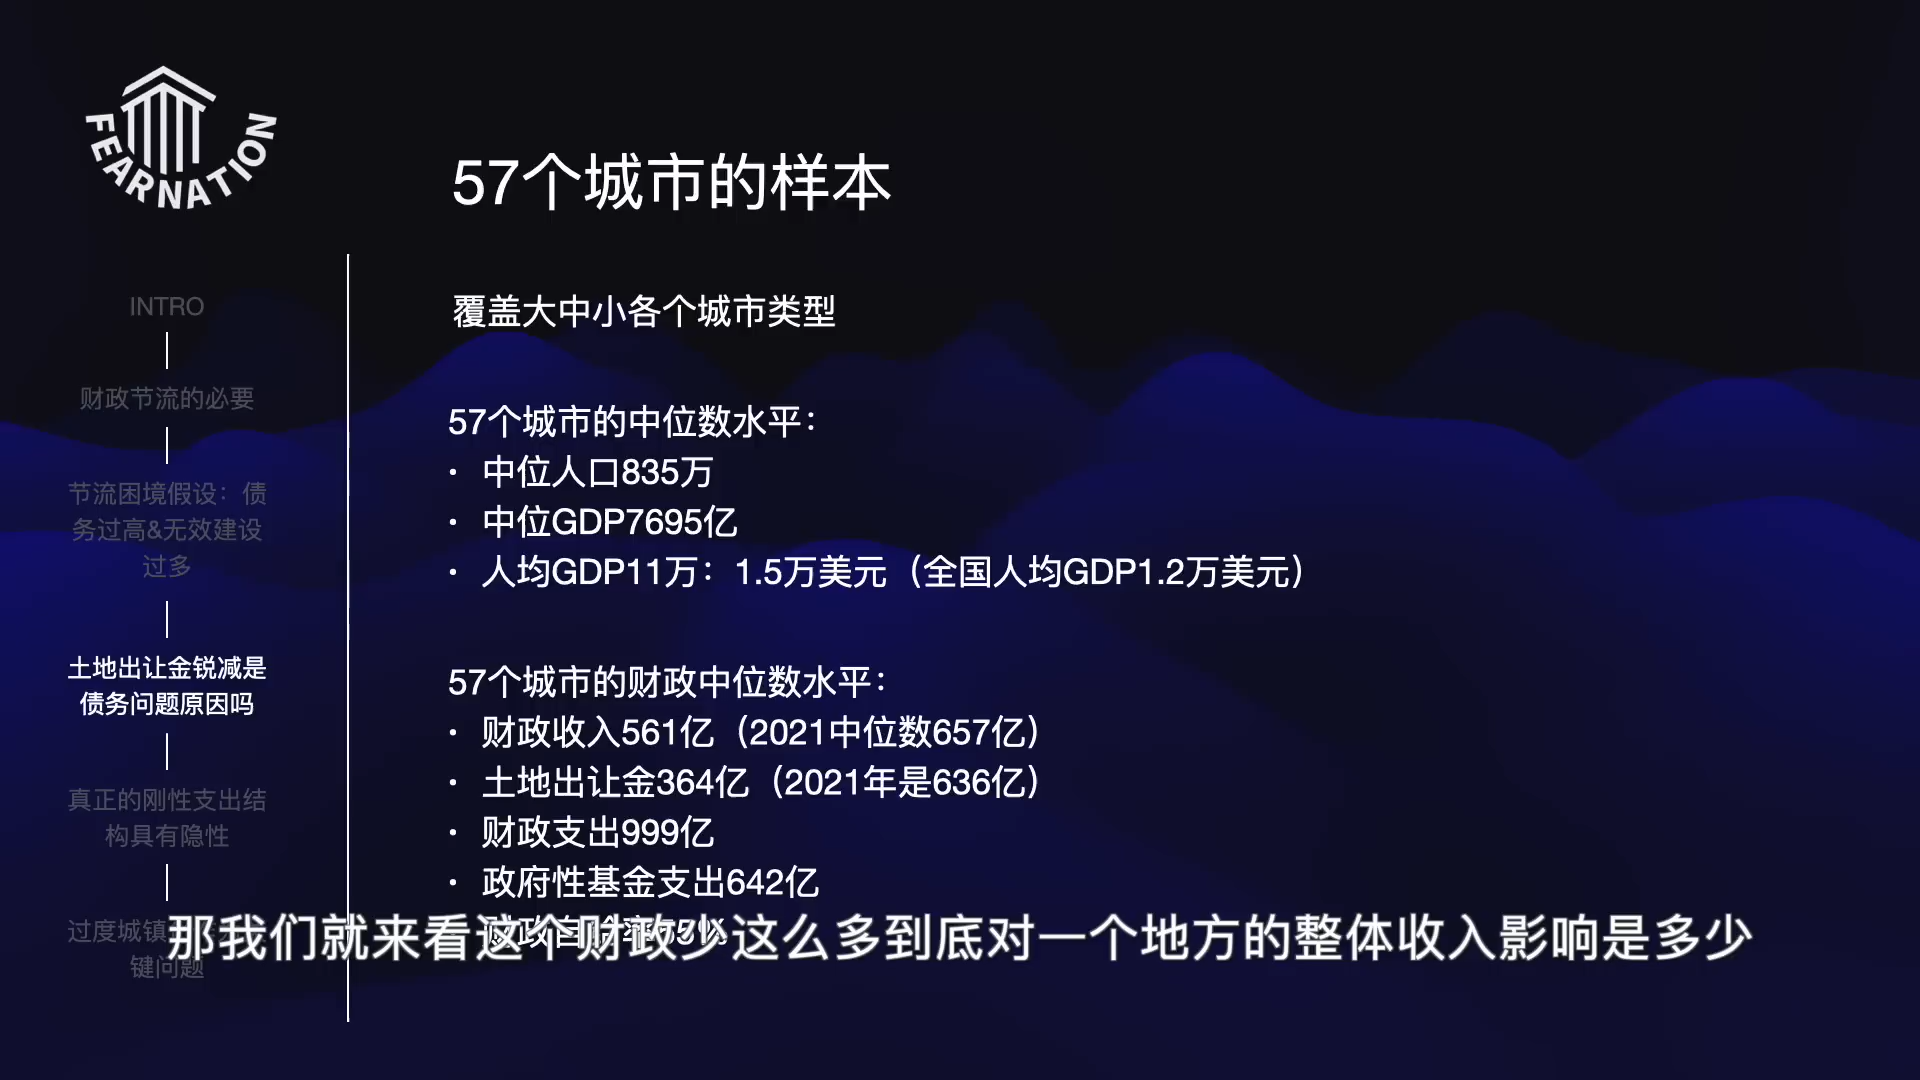 FEARNATION
57个城市的样本
INTRO
财政节流的必要
节流困境假设：债
务过高&无效建设
过多
土地出让金锐减是
债务问题原因吗
真正的刚性支出结
构具有隐性
过度城镇
键问题
覆盖大中小各个城市类型
57个城市的中位数水平：
· 中位人口835万
· 中位GDP7695亿
· 人均GDP11万：1.5万美元（全国人均GDP1.2万美元）
57个城市的财政中位数水平：
· 财政收入561亿（2021中位数657亿）
· 土地出让金364亿（2021年是636亿）
· 财政支出999亿
· 政府性基金支出642亿
那我们就来看这个财政少这么多到底对一个地方的整体收入影响是多少